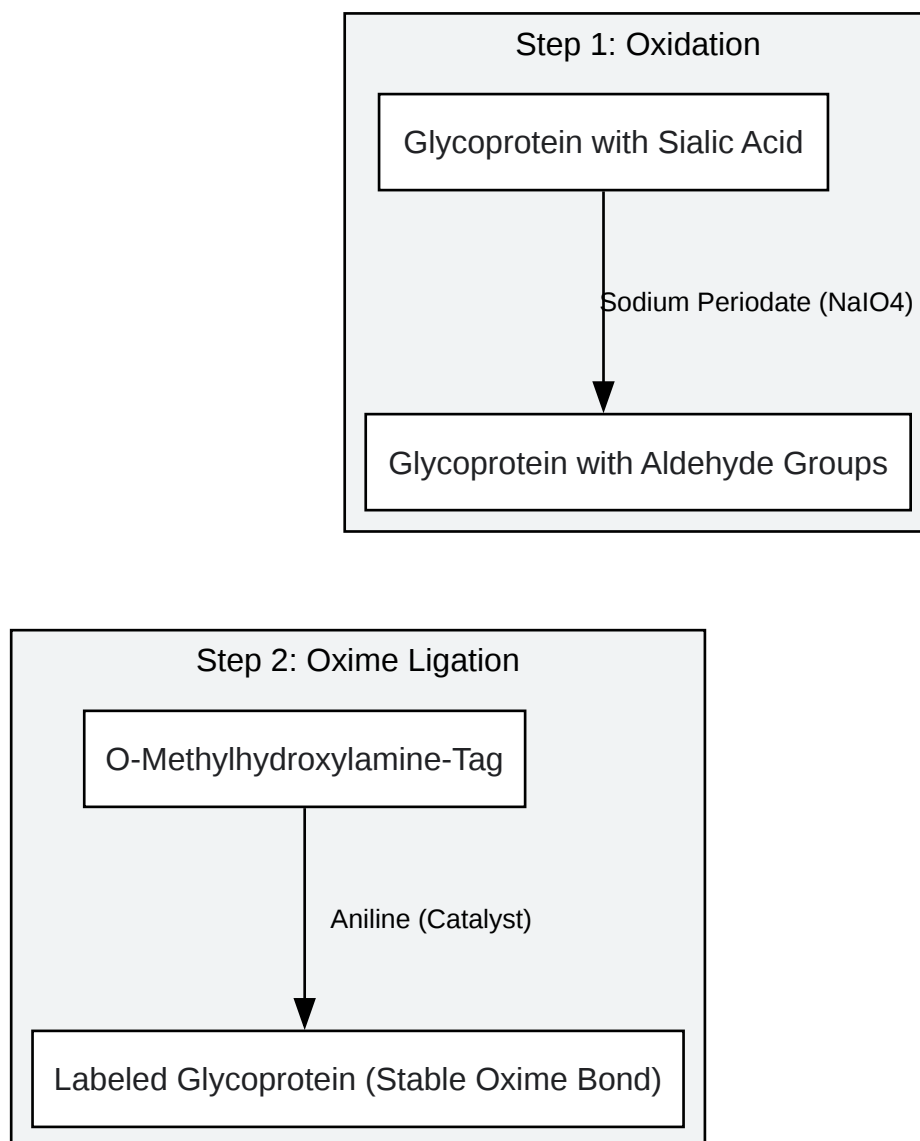 Step 1: Oxidation
Glycoprotein with Sialic Acid
Sodium Periodate (NaIO4)
Glycoprotein with Aldehyde Groups
Step 2: Oxime Ligation
O-Methylhydroxylamine-Tag
Aniline (Catalyst)
Labeled Glycoprotein (Stable Oxime Bond)